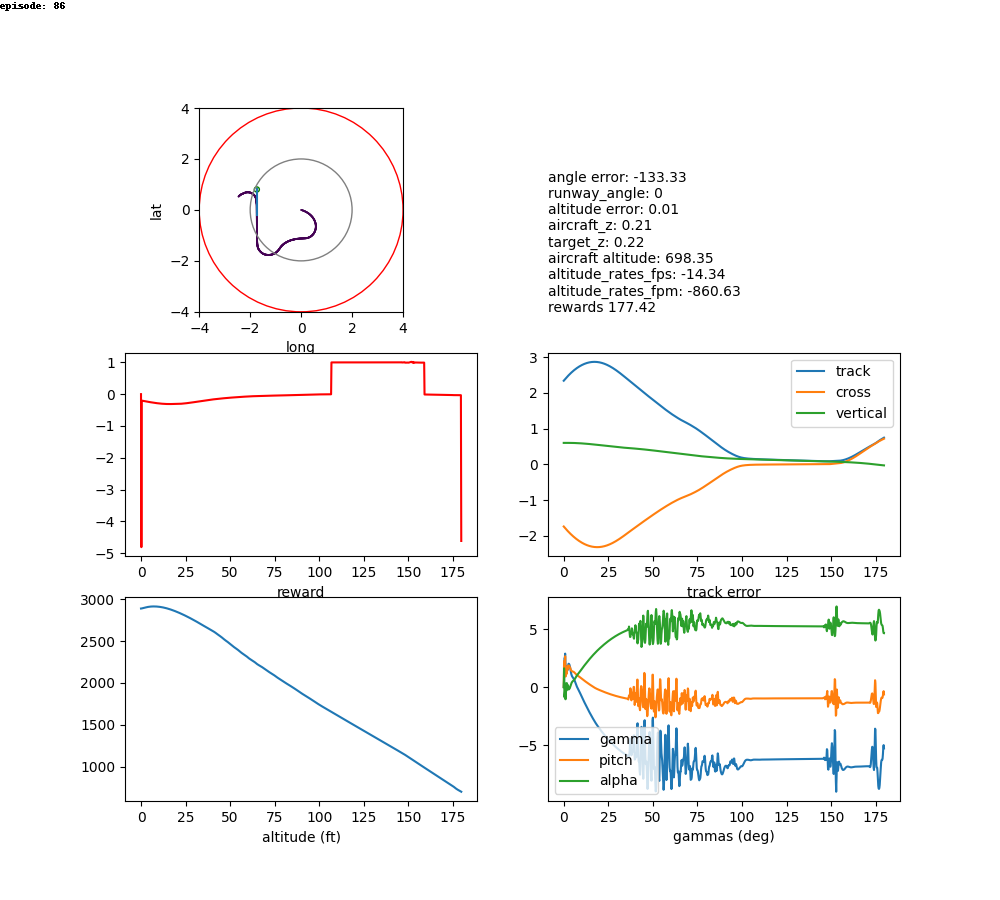 episode: 86
4
2
0
−2
−4
lat
−4 −2 0 2 4
long
angle error: -133.33
runway_angle: 0
altitude error: 0.01
aircraft_z: 0.21
target_z: 0.22
aircraft altitude: 698.35
altitude_rates_fps: -14.34
altitude_rates_fpm: -860.63
rewards 177.42
1
0
−1
−2
−3
−4
−5
0 25 50 75 100 125 150 175
reward
3
2
1
0
−1
−2
track
cross
vertical
0 25 50 75 100 125 150 175
track error
3000
2500
2000
1500
1000
0 25 50 75 100 125 150 175
altitude (ft)
5
0
−5
gamma
pitch
alpha
0 25 50 75 100 125 150 175
gammas (deg)